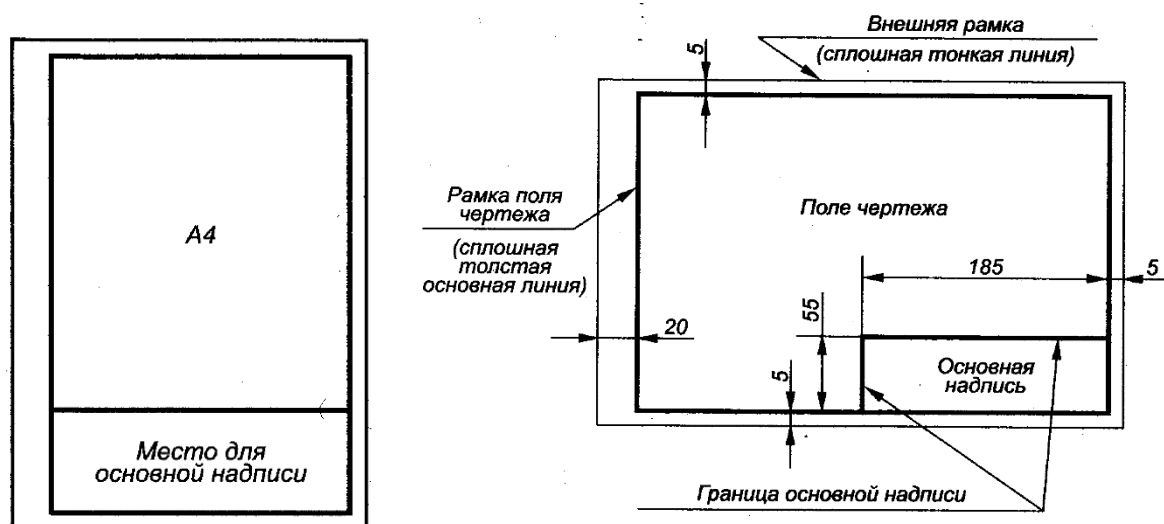 А4
Место для
основной надписи
Внешняя рамка
(сплошная тонкая линия)
5
Рамка поля
чертежа
(сплошная
толстая
основная линия)
Поле чертежа
185
5
20
55
5
Основная
надпись
Граница основной надписи